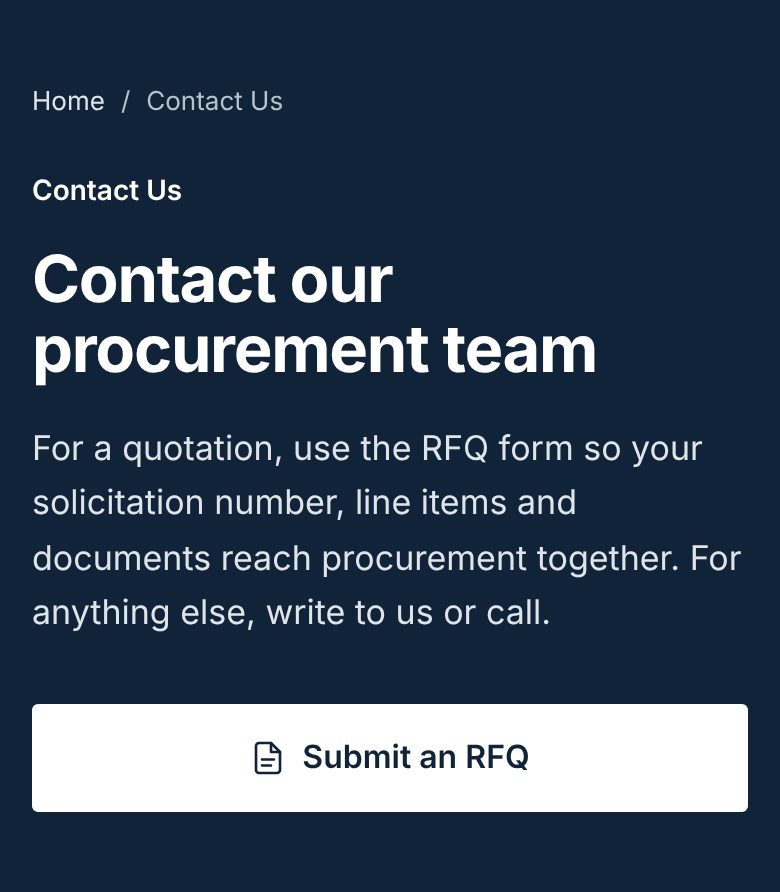 Home / Contact Us
Contact Us
Contact our
procurement team
For a quotation, use the RFQ form so your
solicitation number, line items and
documents reach procurement together. For
anything else, write to us or call.
Submit an RFQ